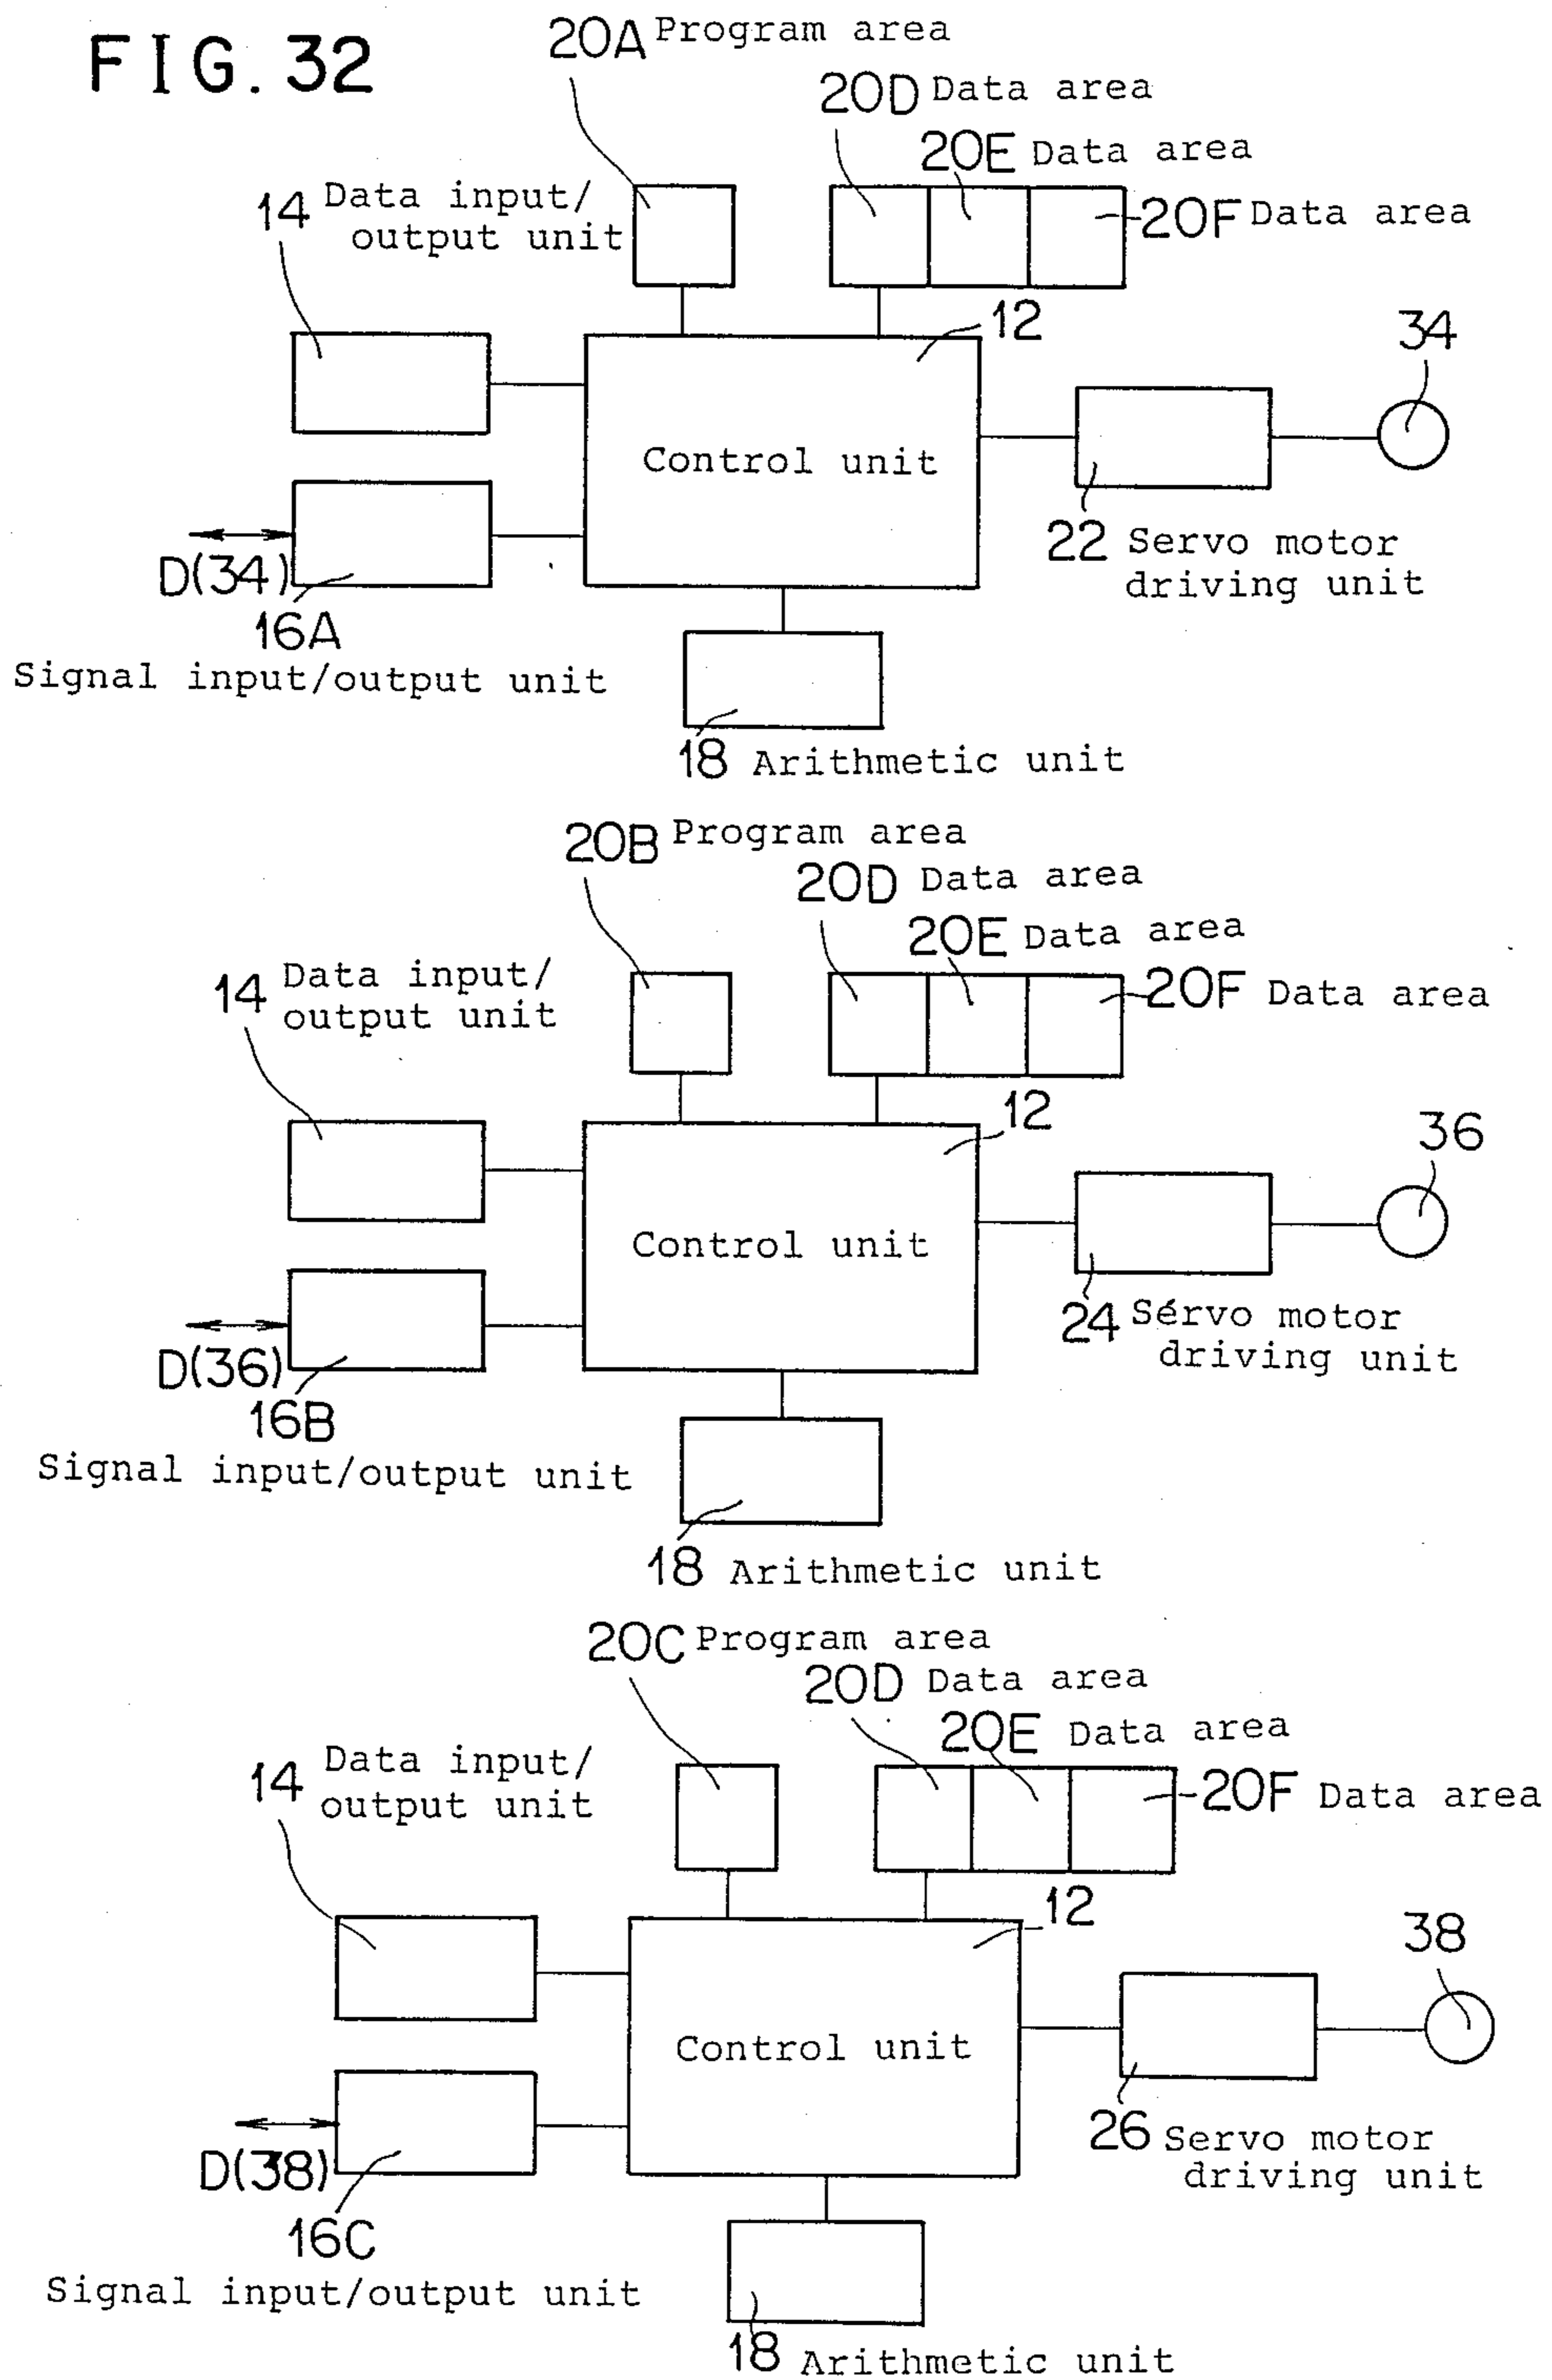 FIG. 32
20A Program area
20D Data area
20E Data area
14 Data input/
output unit
20F Data area
12
34
Control unit
22 Servo motor
driving unit
D(34)
16A
Signal input/output unit
18 Arithmetic unit
20B Program area
20D Data area
20E Data area
14 Data input/
output unit
20F Data area
12
36
Control unit
24 Servo motor
driving unit
D(36)
16B
Signal input/output unit
18 Arithmetic unit
20C Program area
20D Data area
20E Data area
14 Data input/
output unit
20F Data area
12
38
Control unit
26 Servo motor
driving unit
D(38)
16C
Signal input/output unit
18 Arithmetic unit